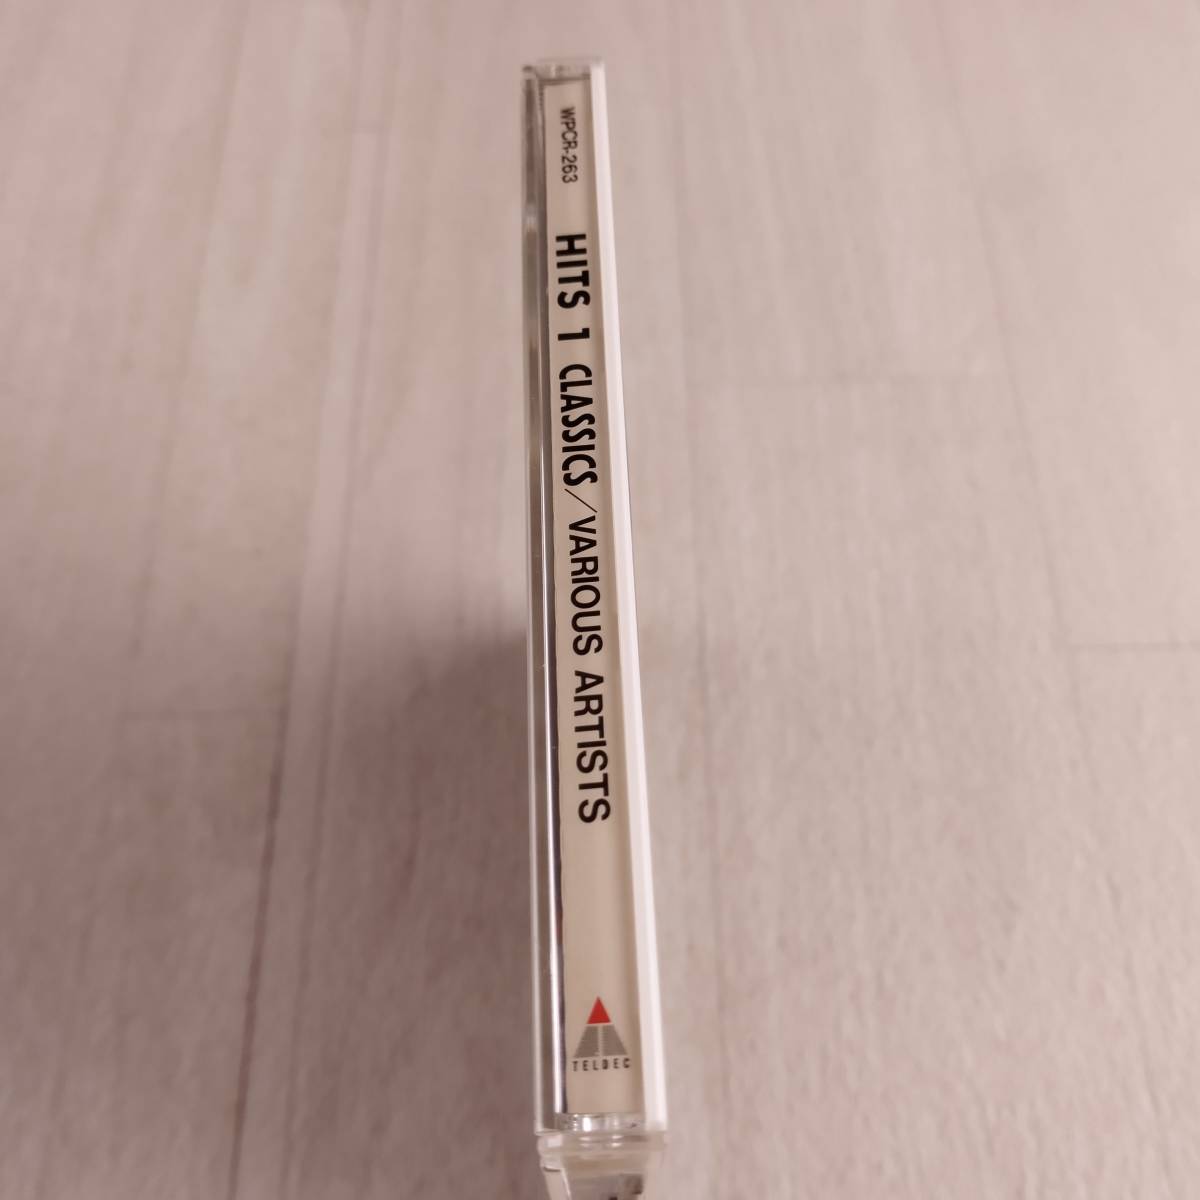 WPCR-263
HITS 1 CLASSICS/VARIOUS ARTISTS
TELDEC